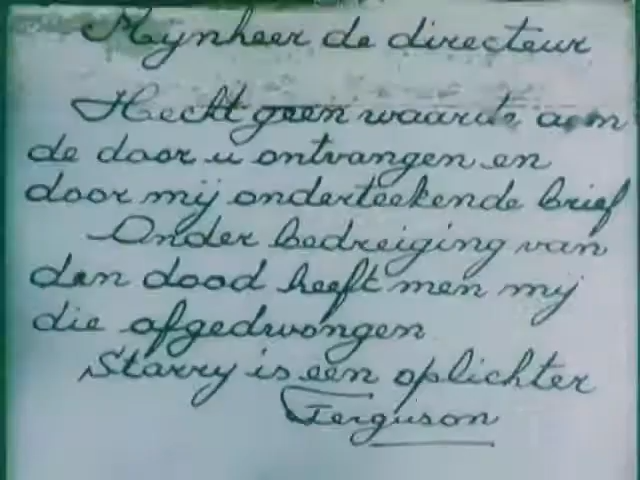 Mynheer de directeur
Hecht geen waarde aan
de door u ontvangen en
door mij onderteekende brief
Onder bedreiging van
den dood heeft men mij
die afgedwongen
Starry is een oplichter
Ferguson